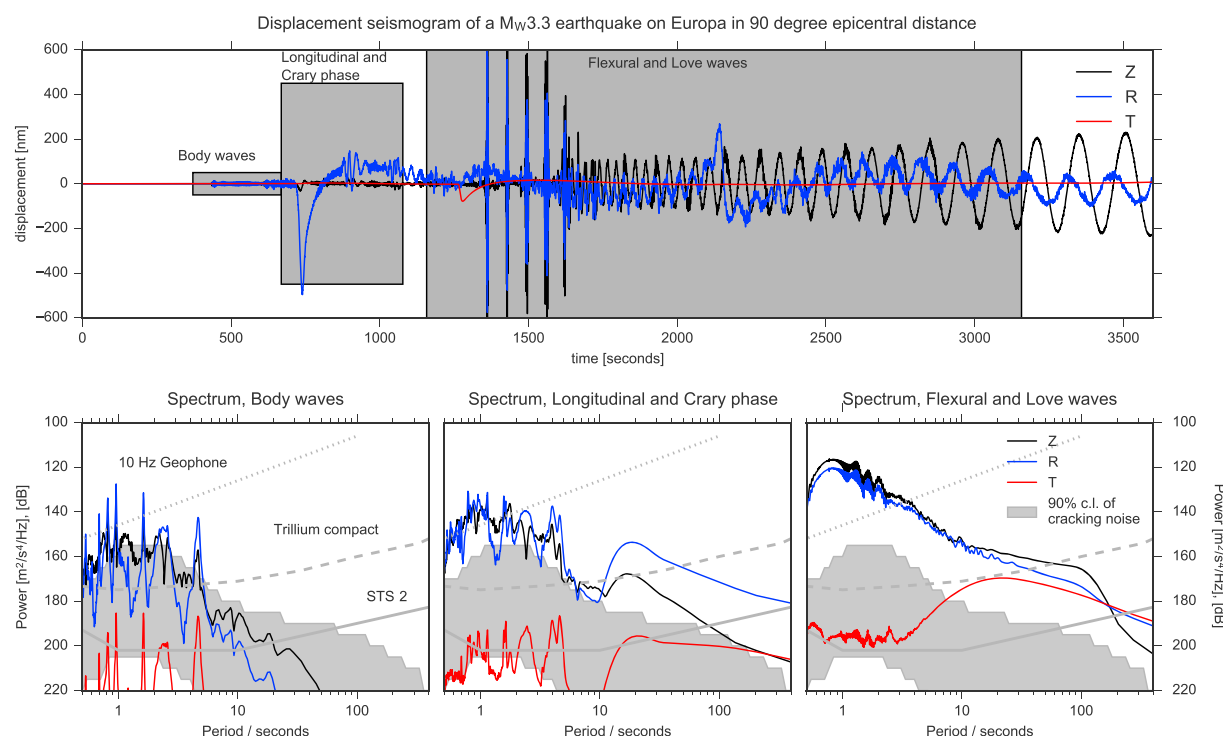 Displacement seismogram of a MW3.3 earthquake on Europa in 90 degree epicentral distance
600
400
200
0
−200
−400
−600
displacement [nm]
Longitudinal and
Crary phase
Body waves
Flexural and Love waves
Z
R
T
0 500 1000 1500 2000 2500 3000 3500
time [seconds]
Spectrum, Body waves
Spectrum, Longitudinal and Crary phase
Spectrum, Flexural and Love waves
100
120
140
160
180
200
220
Power [m²/s4/Hz], [dB]
10 Hz Geophone
Trillium compact
STS 2
Z
R
T
90% c.l. of
cracking noise
100
120
140
160
180
200
220
Power [m²/s⁴/Hz], [dB]
1 10 100
1 10 100
1 10 100
Period / seconds
Period / seconds
Period / seconds